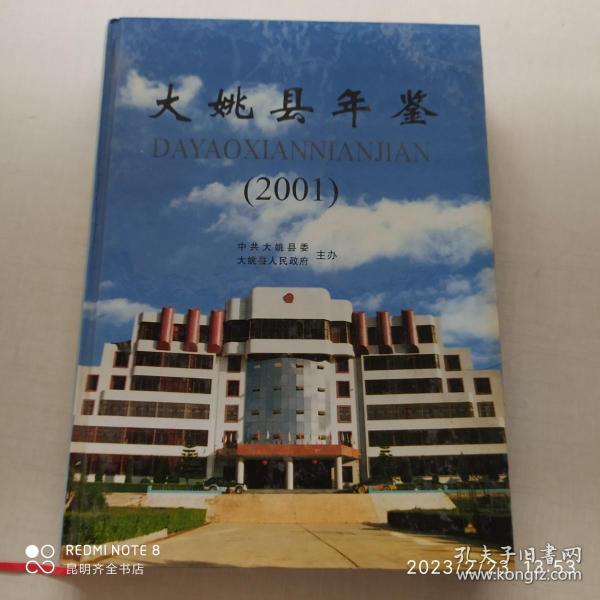 大姚县年鉴
DAYAOXIANNIANJIAN
(2001)
中共大姚县委
大姚县人民政府 主办
REDMI NOTE 8
昆明齐全书店
2023/2/23 13:53
孔夫子旧書网
www.kongfz.com